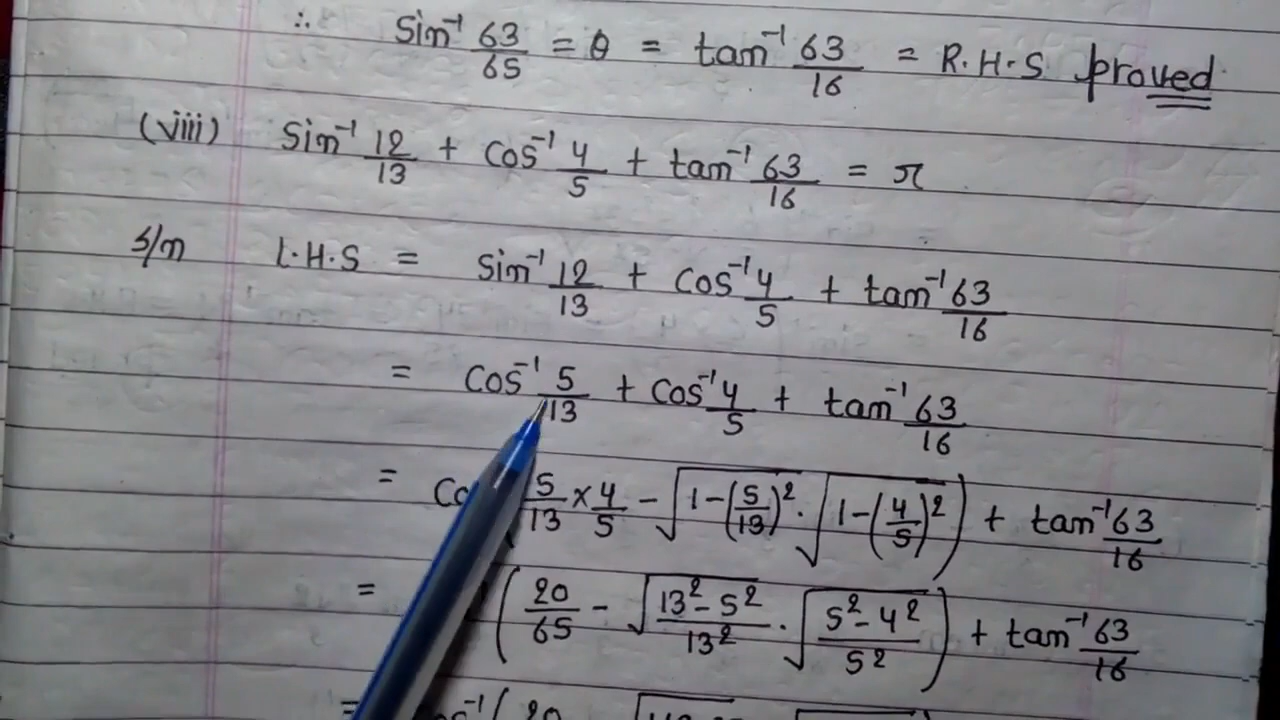 ∴ Sin⁻¹ 63/65 = θ = tan⁻¹ 63/16 = R.H.S proved
(viii) Sin⁻¹ 12/13 + Cos⁻¹ 4/5 + tan⁻¹ 63/16 = π
S/n L.H.S = Sin⁻¹ 12/13 + Cos⁻¹ 4/5 + tan⁻¹ 63/16
= Cos⁻¹ 5/13 + Cos⁻¹ 4/5 + tan⁻¹ 63/16
= 5/13 × 4/5 − √(1−(5/13)²) · √(1−(4/5)²)) + tan⁻¹ 63/16
= (20/65 − √((13²−5²)/13²) · √((5²−4²)/5²)) + tan⁻¹ 63/16